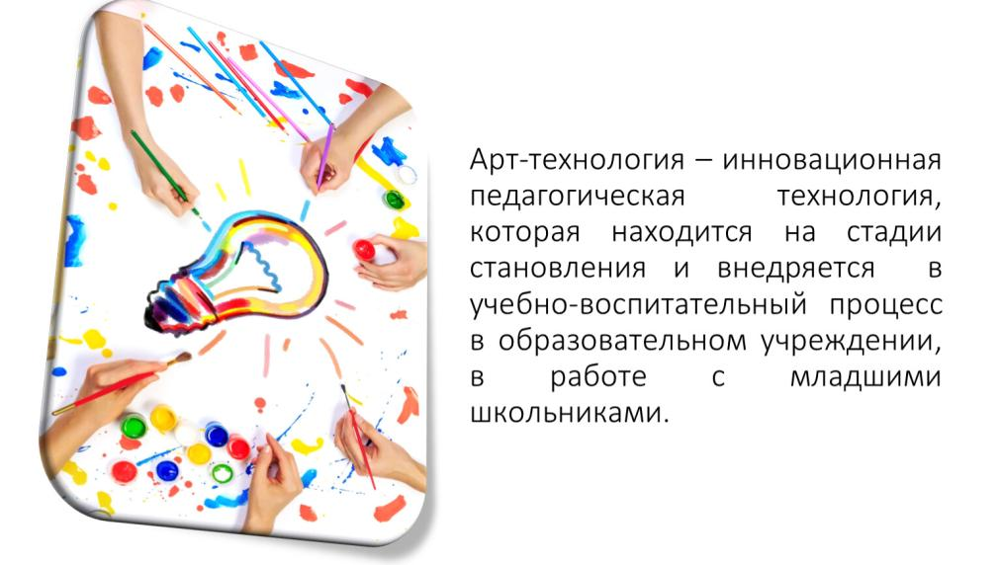 Арт-технология – инновационная
педагогическая технология,
которая находится на стадии
становления и внедряется в
учебно-воспитательный процесс
в образовательном учреждении,
в работе с младшими
школьниками.